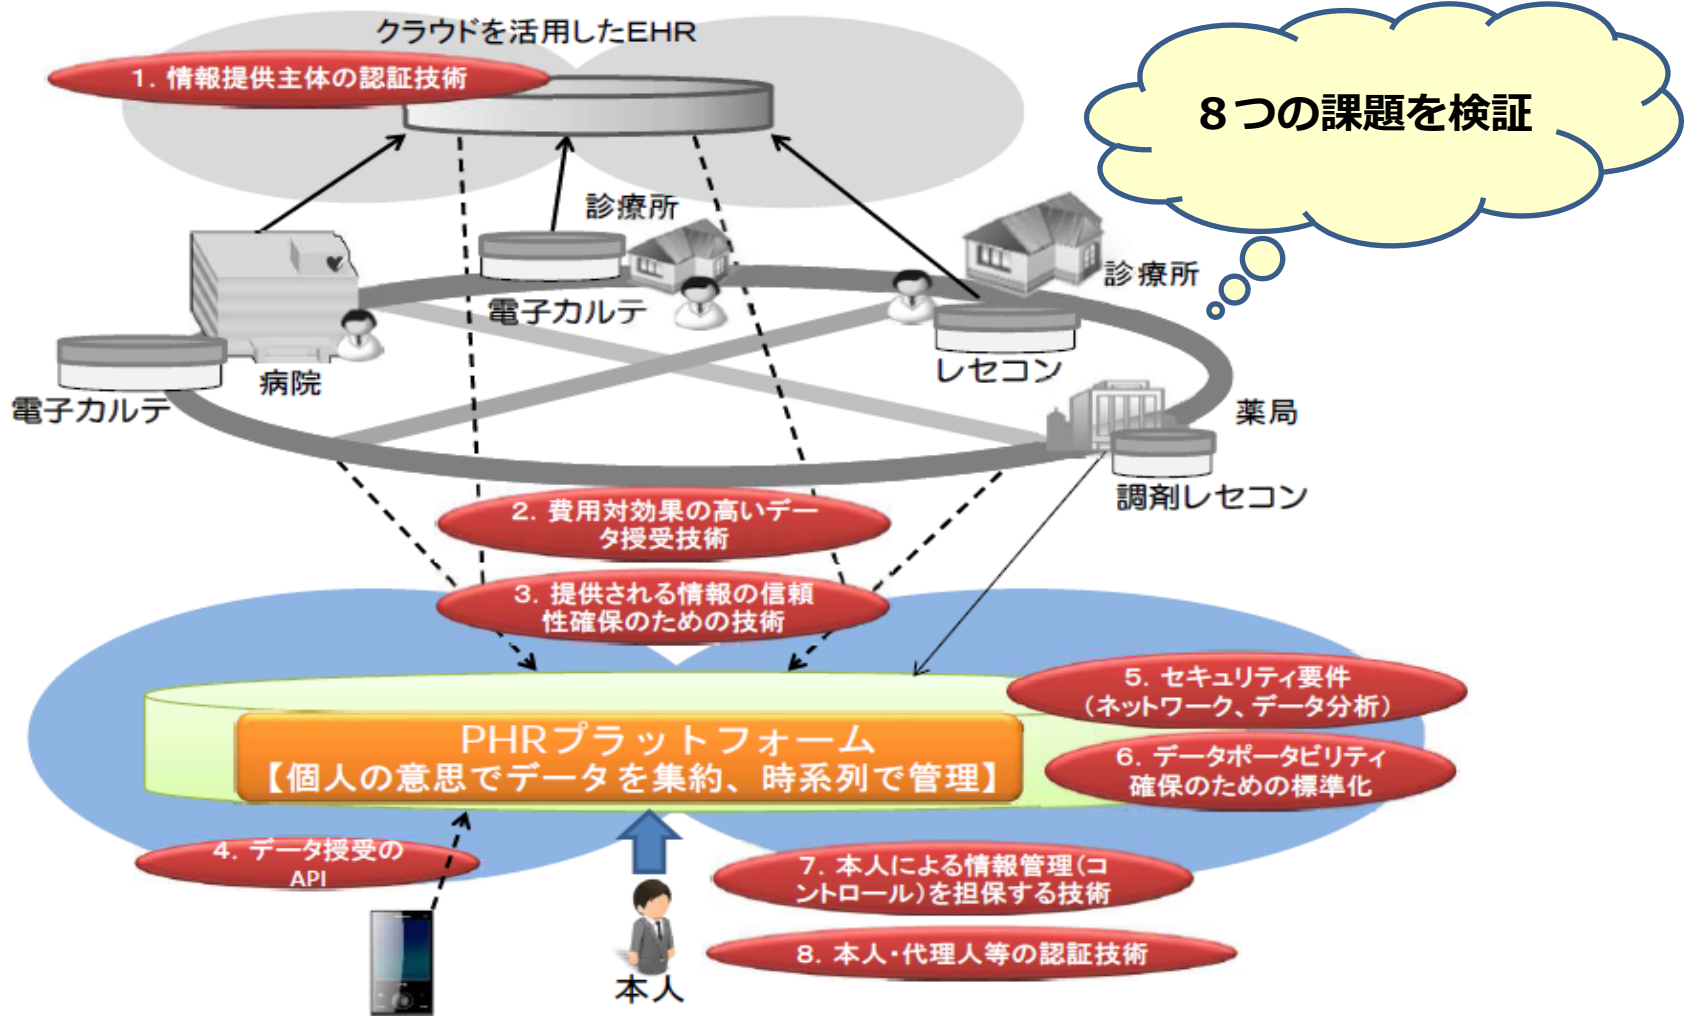 クラウドを活用したEHR
1. 情報提供主体の認証技術
８つの課題を検証
診療所
診療所
電子カルテ
病院
電子カルテ
レセコン
薬局
調剤レセコン
2. 費用対効果の高いデー
タ授受技術
3. 提供される情報の信頼
性確保のための技術
5. セキュリティ要件
(ネットワーク、データ分析)
PHRプラットフォーム
【個人の意思でデータを集約、時系列で管理】
6. データポータビリティ
確保のための標準化
4. データ授受の
API
7. 本人による情報管理(コ
ントロール)を担保する技術
8. 本人・代理人等の認証技術
本人